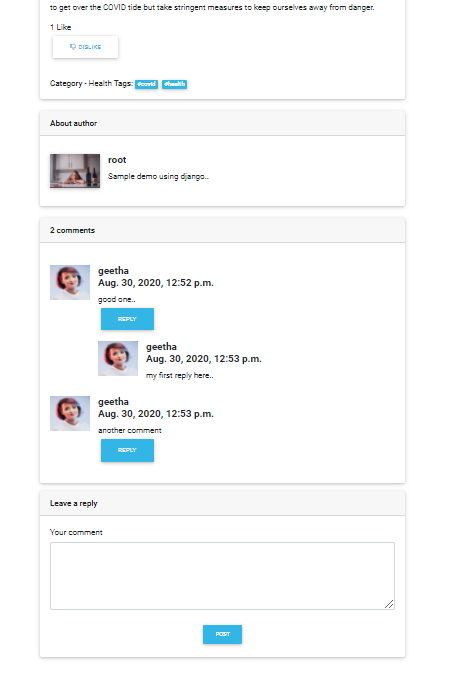 to get over the COVID tide but take stringent measures to keep ourselves away from danger.
1 Like
DISLIKE
Category - Health Tags: #covid #health
About author
root
Sample demo using django..
2 comments
geetha
Aug. 30, 2020, 12:52 p.m.
good one..
REPLY
geetha
Aug. 30, 2020, 12:53 p.m.
my first reply here..
geetha
Aug. 30, 2020, 12:53 p.m.
another comment
REPLY
Leave a reply
Your comment
POST